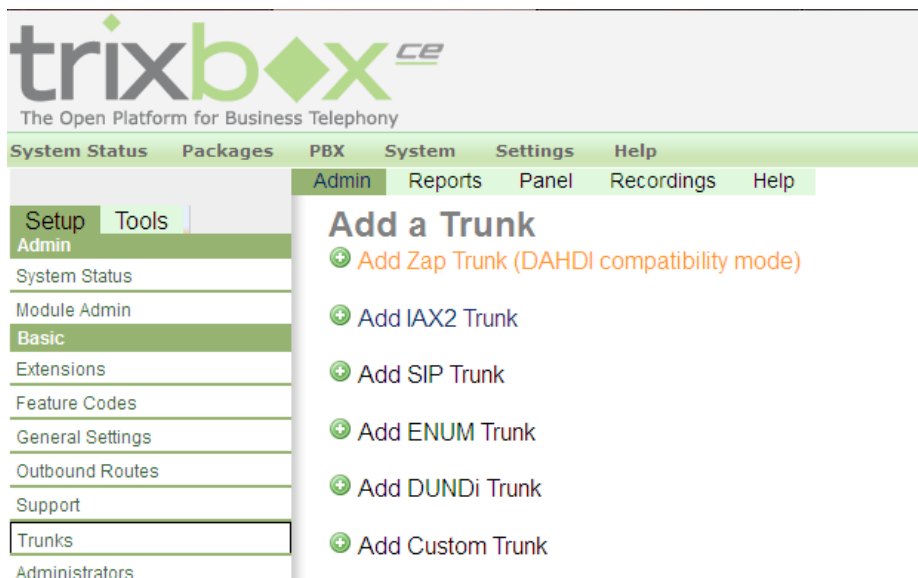 trixbox ce
The Open Platform for Business Telephony
System Status Packages PBX System Settings Help
Admin Reports Panel Recordings Help
Setup Tools
Admin
System Status
Module Admin
Basic
Extensions
Feature Codes
General Settings
Outbound Routes
Support
Trunks
Administrators
Add a Trunk
Add Zap Trunk (DAHDI compatibility mode)
Add IAX2 Trunk
Add SIP Trunk
Add ENUM Trunk
Add DUNDi Trunk
Add Custom Trunk